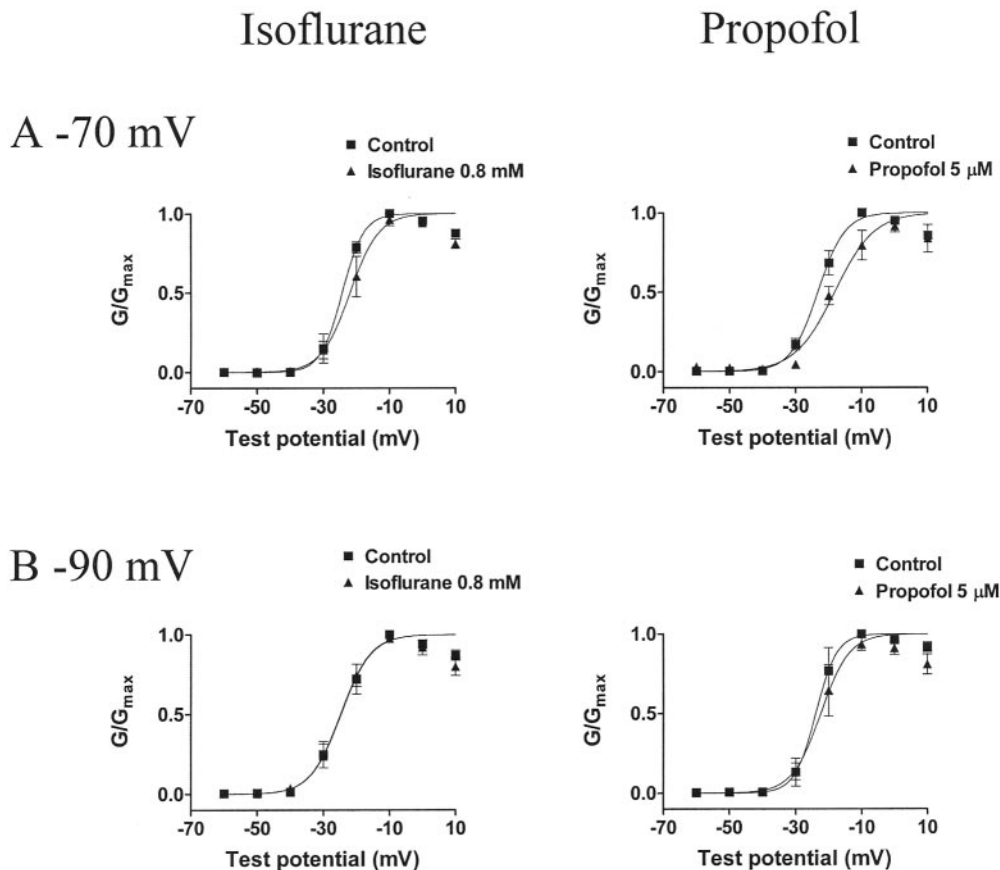 Isoflurane Propofol
A -70 mV
Control
Isoflurane 0.8 mM
1.0
0.5
0.0
G/Gmax
-70 -50 -30 -10 10
Test potential (mV)
Control
Propofol 5 μM
1.0
0.5
0.0
G/Gmax
-70 -50 -30 -10 10
Test potential (mV)
B -90 mV
Control
Isoflurane 0.8 mM
1.0
0.5
0.0
G/Gmax
-70 -50 -30 -10 10
Test potential (mV)
Control
Propofol 5 μM
1.0
0.5
0.0
G/Gmax
-70 -50 -30 -10 10
Test potential (mV)